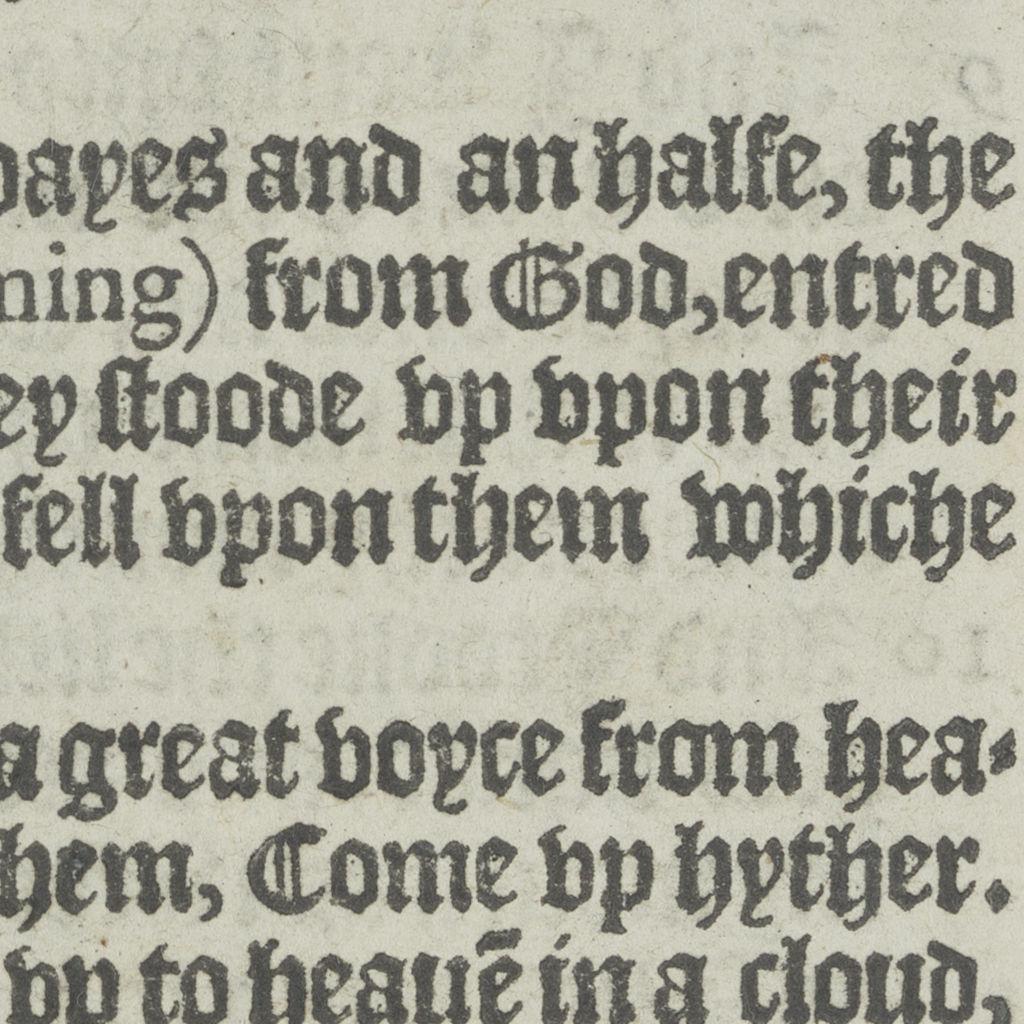 dayes and an halfe, the
ning) from God, entred
ey stoode vp vpon their
fell vpon them whiche
a great voyce from hea-
hem, Come vp hyther.
vp to heauē in a cloud,